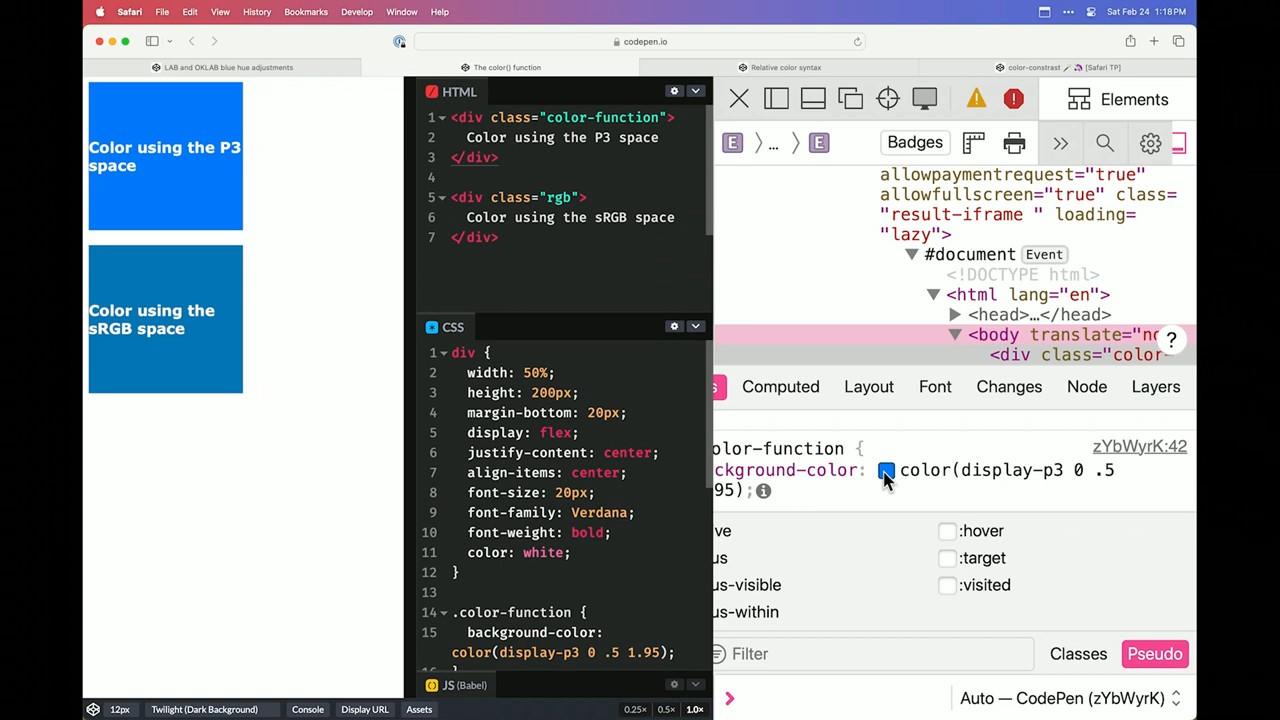 Safari File Edit View History Bookmarks Develop Window Help
Sat Feb 24 1:18 PM
codepen.io
LAB and OKLAB blue hue adjustments
The color() function
Relative color syntax
color-constrast 🪄 🦄 [Safari TP]
Color using the P3
space
Color using the
sRGB space
HTML
1 <div class="color-function">
2 Color using the P3 space
3 </div>
4
5 <div class="rgb">
6 Color using the sRGB space
7 </div>
CSS
1 div {
2 width: 50%;
3 height: 200px;
4 margin-bottom: 20px;
5 display: flex;
6 justify-content: center;
7 align-items: center;
8 font-size: 20px;
9 font-family: Verdana;
10 font-weight: bold;
11 color: white;
12 }
13
14 .color-function {
15 background-color:
color(display-p3 0 .5 1.95);
JS (Babel)
Elements
E … E Badges
allowpaymentrequest="true"
allowfullscreen="true" class=
"result-iframe " loading=
"lazy">
#document Event
<!DOCTYPE html>
<html lang="en">
<head>…</head>
<body translate="no
?
<div class="color-
s Computed Layout Font Changes Node Layers
olor-function { zYbWyrK:42
ckground-color: color(display-p3 0 .5
95);
ve :hover
us :target
us-visible :visited
us-within
Filter Classes Pseudo
Auto — CodePen (zYbWyrK)
12px Twilight (Dark Background) Console Display URL Assets 0.25× 0.5× 1.0×